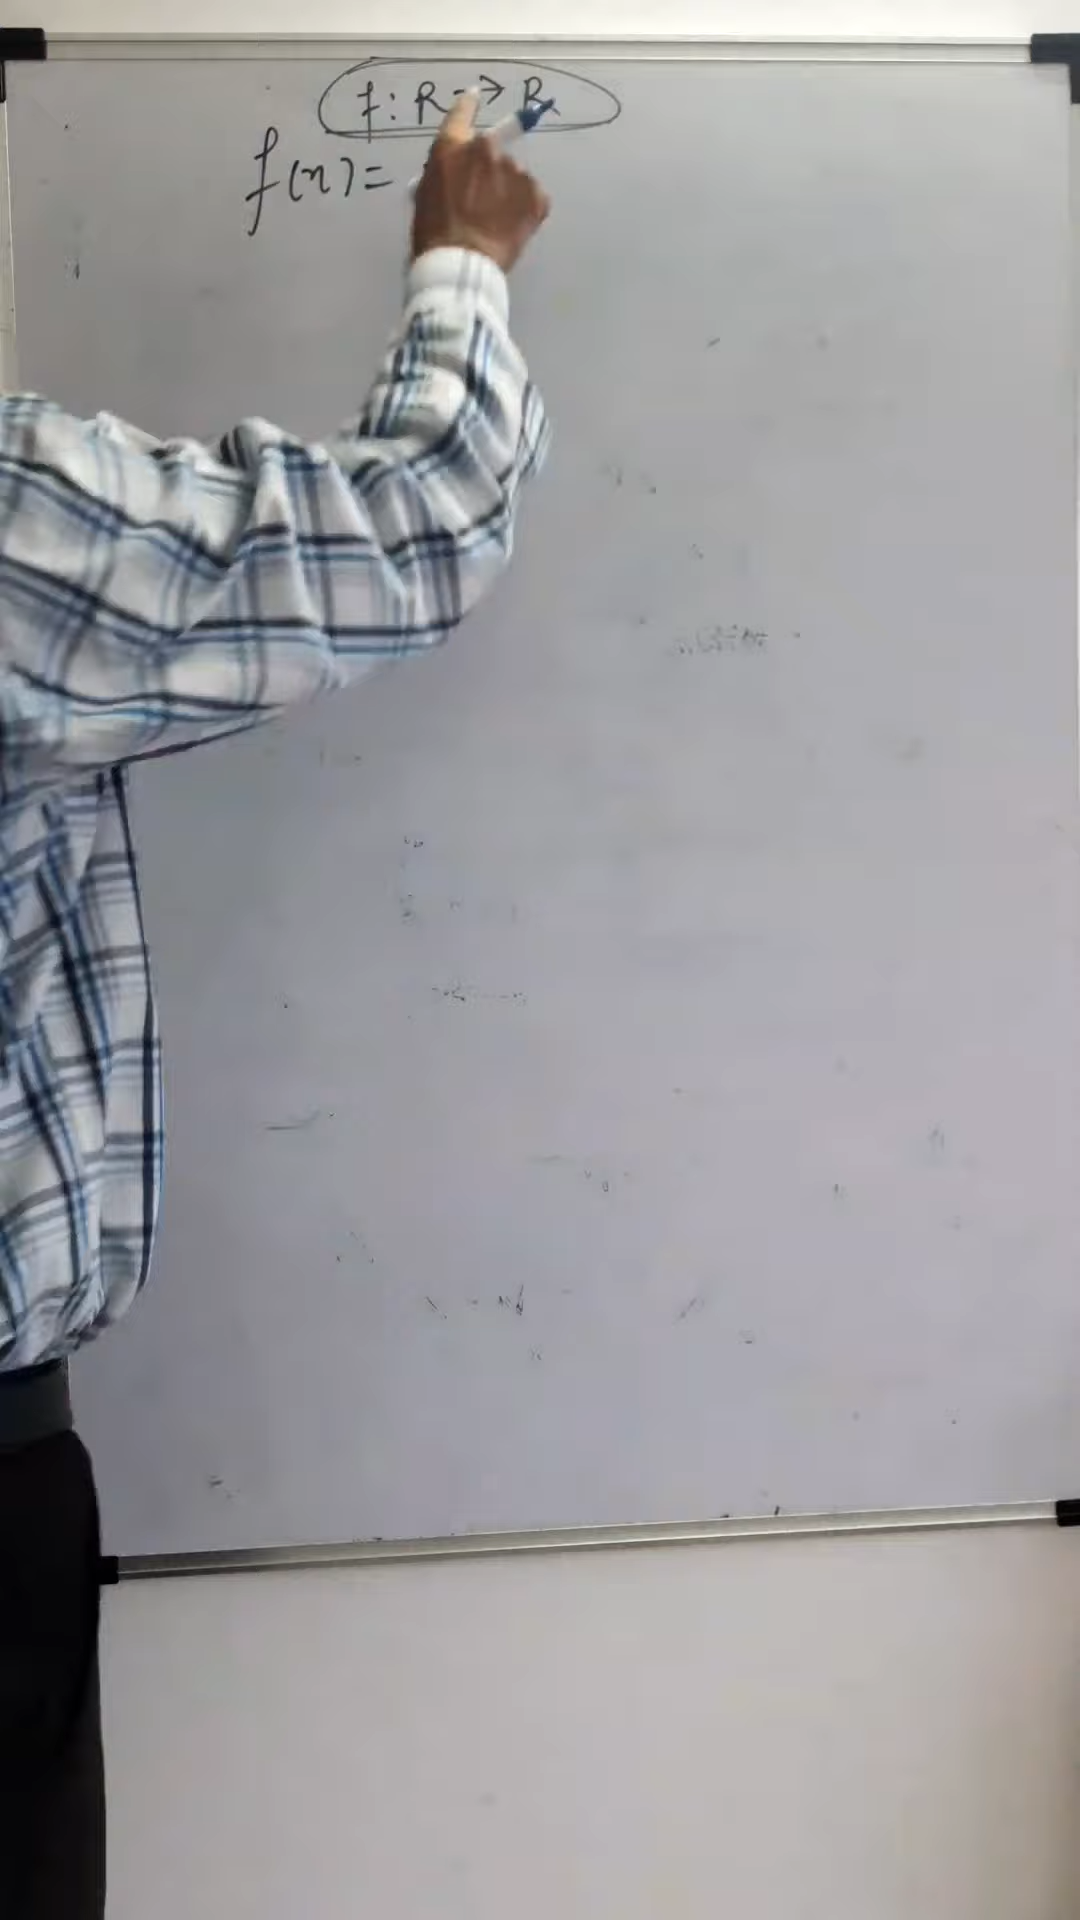 f: R → R
f(x) =